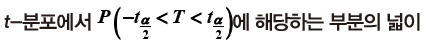 t-분포에서 P(-t_{α/2} < T < t_{α/2})에 해당하는 부분의 넓이